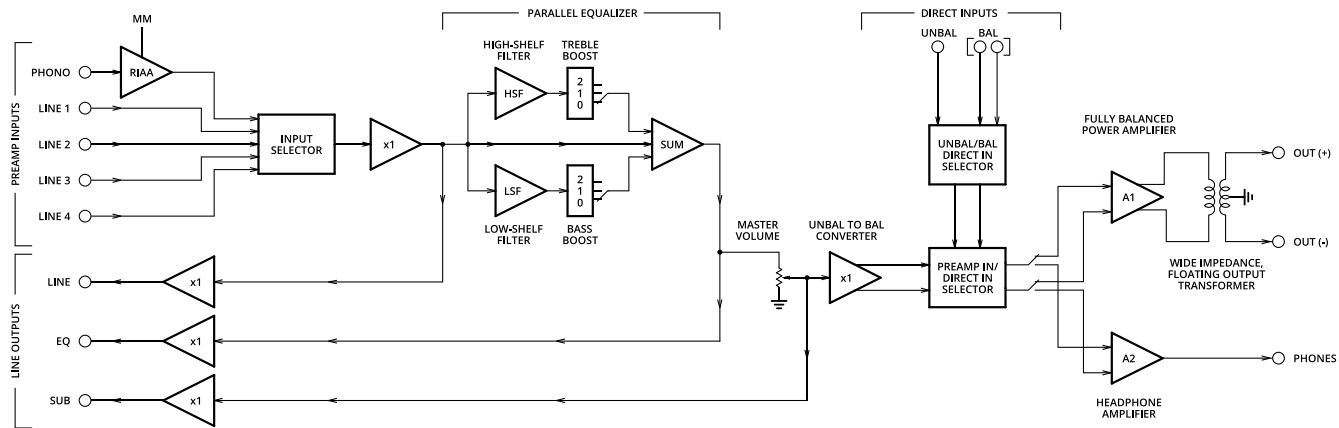 MM
PARALLEL EQUALIZER
DIRECT INPUTS
UNBAL
BAL
HIGH-SHELF
FILTER
TREBLE
BOOST
PREAMP INPUTS
PHONO
RIAA
HSF
2
1
0
LINE 1
LINE 2
LINE 3
LINE 4
INPUT
SELECTOR
x1
SUM
UNBAL/BAL
DIRECT IN
SELECTOR
FULLY BALANCED
POWER AMPLIFIER
A1
OUT (+)
OUT (-)
LSF
2
1
0
LOW-SHELF
FILTER
BASS
BOOST
MASTER
VOLUME
UNBAL TO BAL
CONVERTER
x1
PREAMP IN/
DIRECT IN
SELECTOR
WIDE IMPEDANCE,
FLOATING OUTPUT
TRANSFORMER
LINE OUTPUTS
LINE
x1
EQ
x1
SUB
x1
A2
PHONES
HEADPHONE
AMPLIFIER